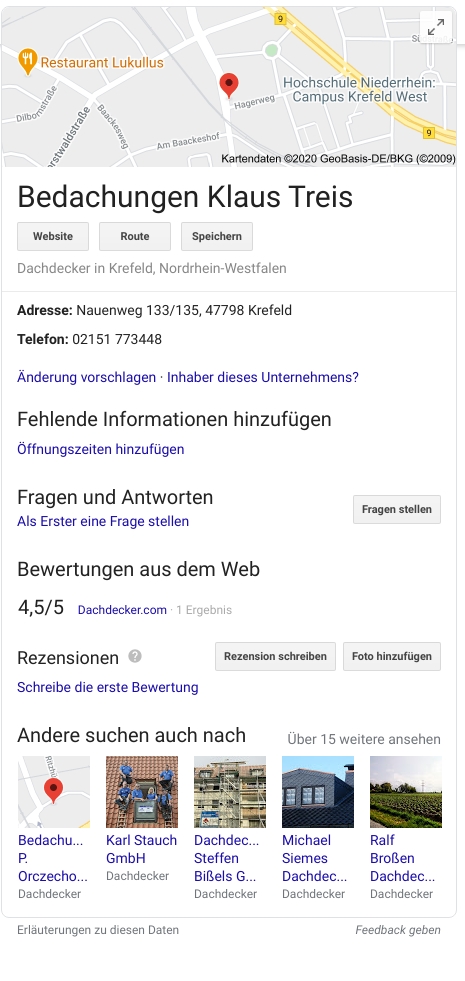 9
Restaurant Lukullus
Hochschule Niederrhein:
Campus Krefeld West
Dilbornstraße
Baackesweg
Hagerweg
9
Am Baackeshof
Kartendaten ©2020 GeoBasis-DE/BKG (©2009)
Bedachungen Klaus Treis
Website Route Speichern
Dachdecker in Krefeld, Nordrhein-Westfalen
Adresse: Nauenweg 133/135, 47798 Krefeld
Telefon: 02151 773448
Änderung vorschlagen · Inhaber dieses Unternehmens?
Fehlende Informationen hinzufügen
Öffnungszeiten hinzufügen
Fragen und Antworten
Als Erster eine Frage stellen
Fragen stellen
Bewertungen aus dem Web
4,5/5 Dachdecker.com · 1 Ergebnis
Rezensionen ? Rezension schreiben Foto hinzufügen
Schreibe die erste Bewertung
Andere suchen auch nach Über 15 weitere ansehen
Bedachu...
P.
Orczecho...
Dachdecker
Karl Stauch
GmbH
Dachdecker
Dachdec...
Steffen
Bißels G...
Dachdecker
Michael
Siemes
Dachdec...
Dachdecker
Ralf
Broßen
Dachdec...
Dachdecker
Erläuterungen zu diesen Daten Feedback geben